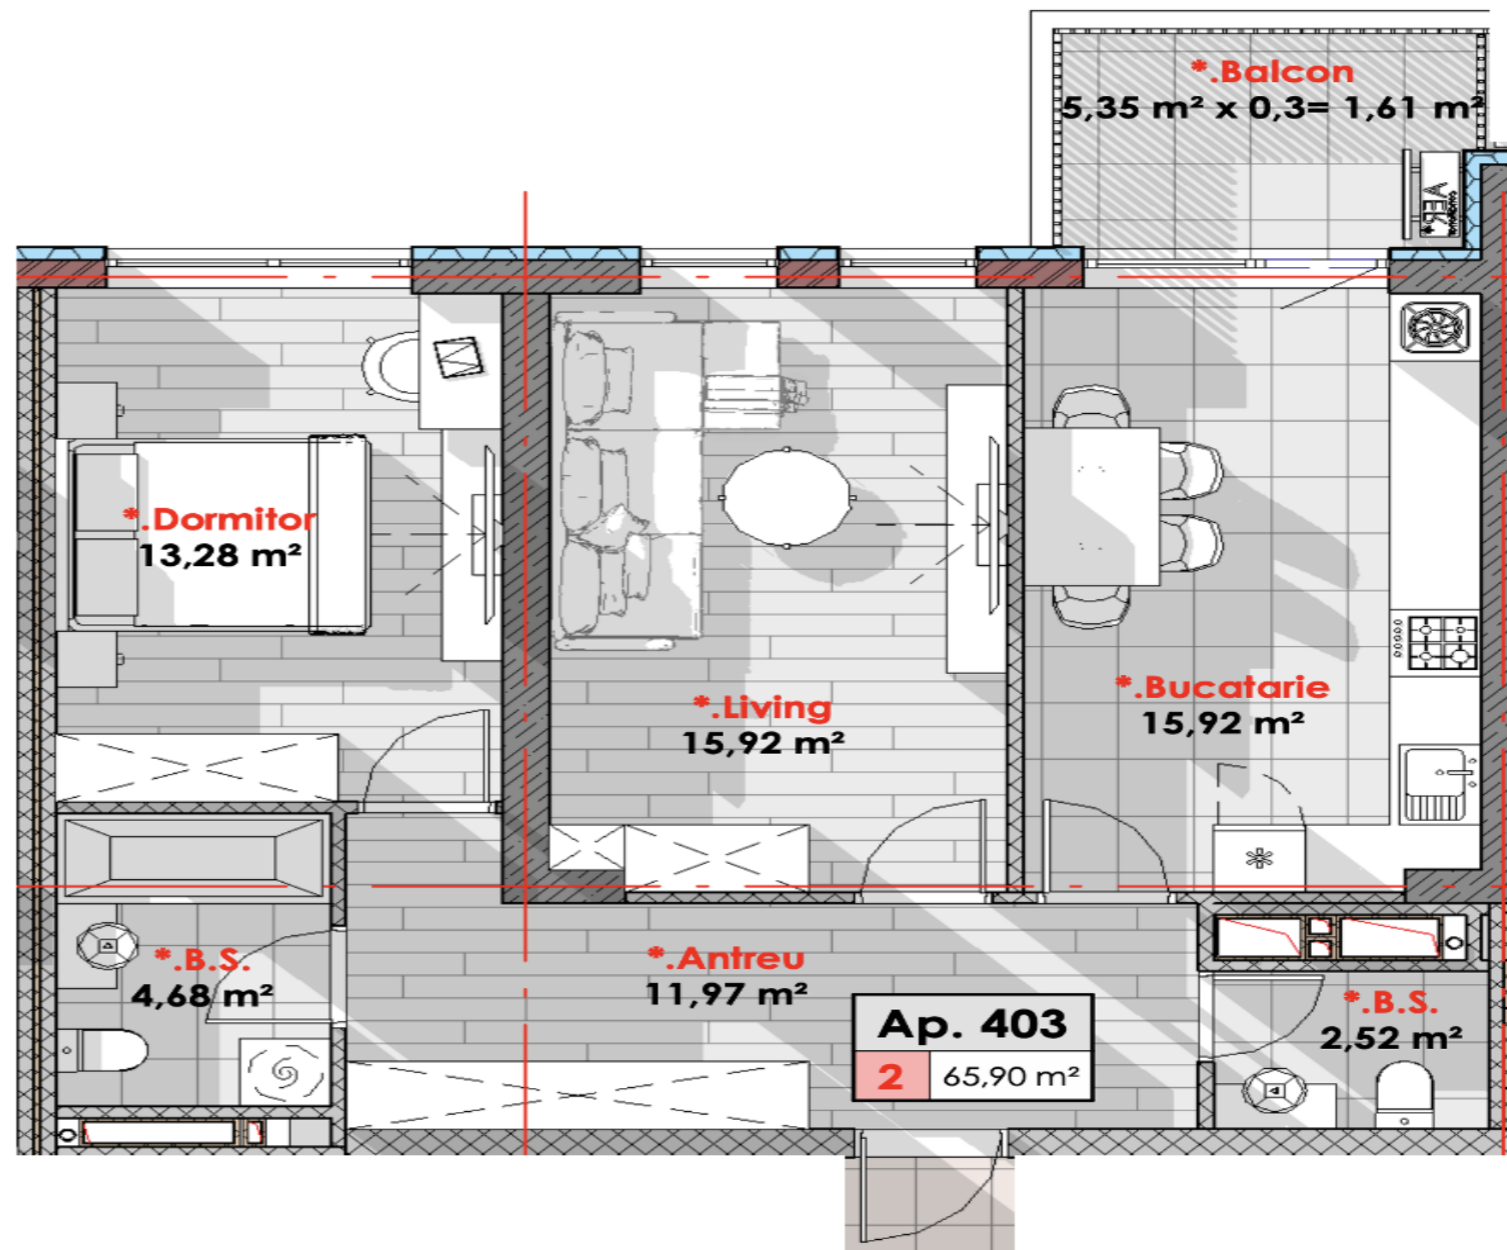 *.Balcon
5,35 m² x 0,3= 1,61 m²
*.Dormitor
13,28 m²
*.Living
15,92 m²
*.Bucatarie
15,92 m²
*.B.S.
4,68 m²
*.Antreu
11,97 m²
Ap. 403
2 65,90 m²
*.B.S.
2,52 m²